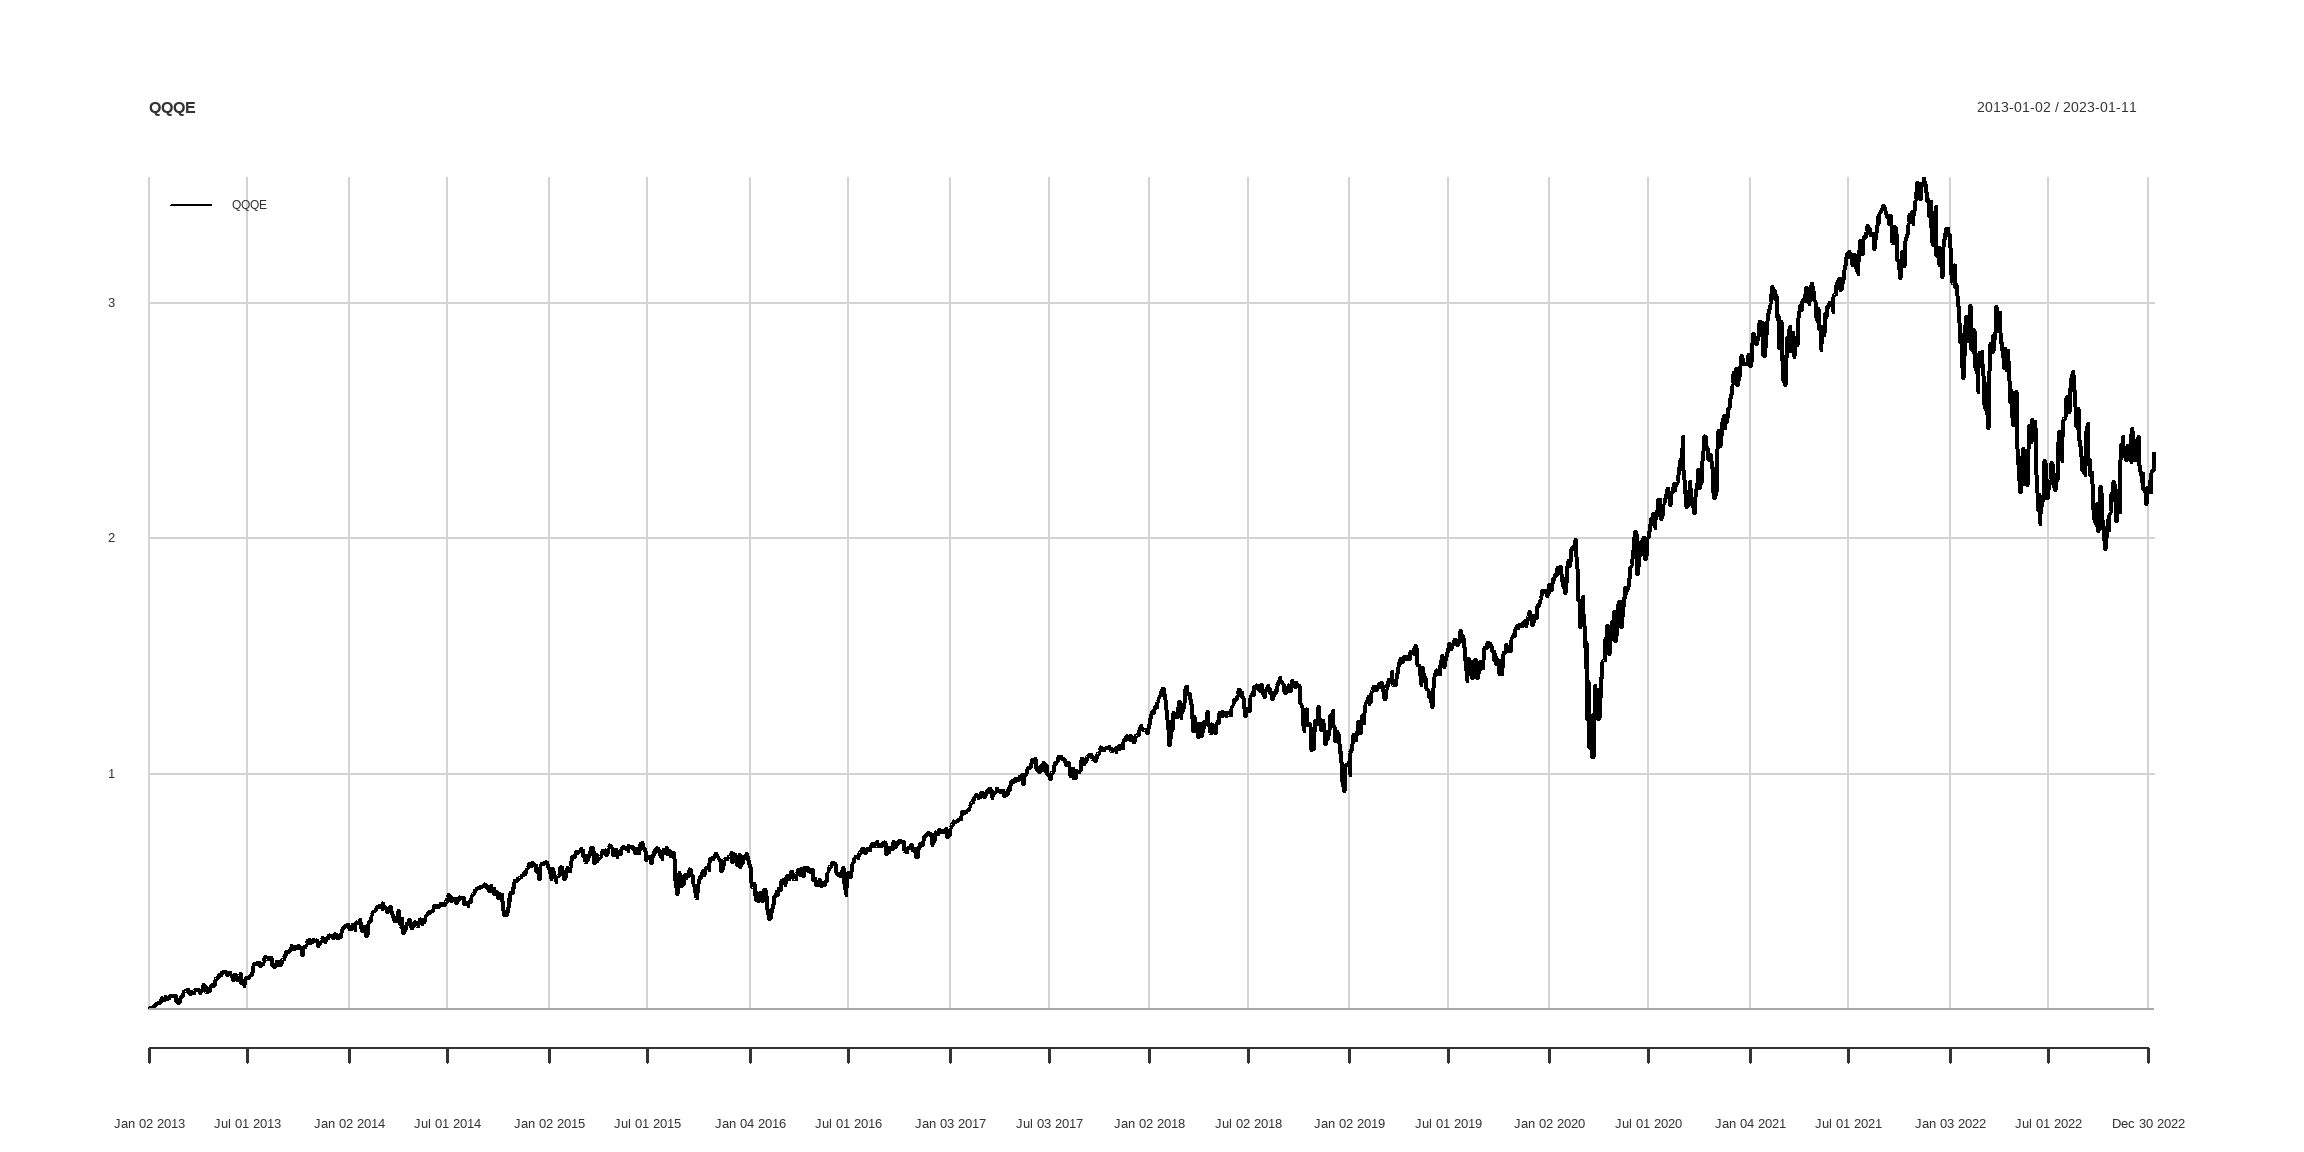 QQQE
2013-01-02 / 2023-01-11
QQQE
3
2
1
Jan 02 2013
Jul 01 2013
Jan 02 2014
Jul 01 2014
Jan 02 2015
Jul 01 2015
Jan 04 2016
Jul 01 2016
Jan 03 2017
Jul 03 2017
Jan 02 2018
Jul 02 2018
Jan 02 2019
Jul 01 2019
Jan 02 2020
Jul 01 2020
Jan 04 2021
Jul 01 2021
Jan 03 2022
Jul 01 2022
Dec 30 2022